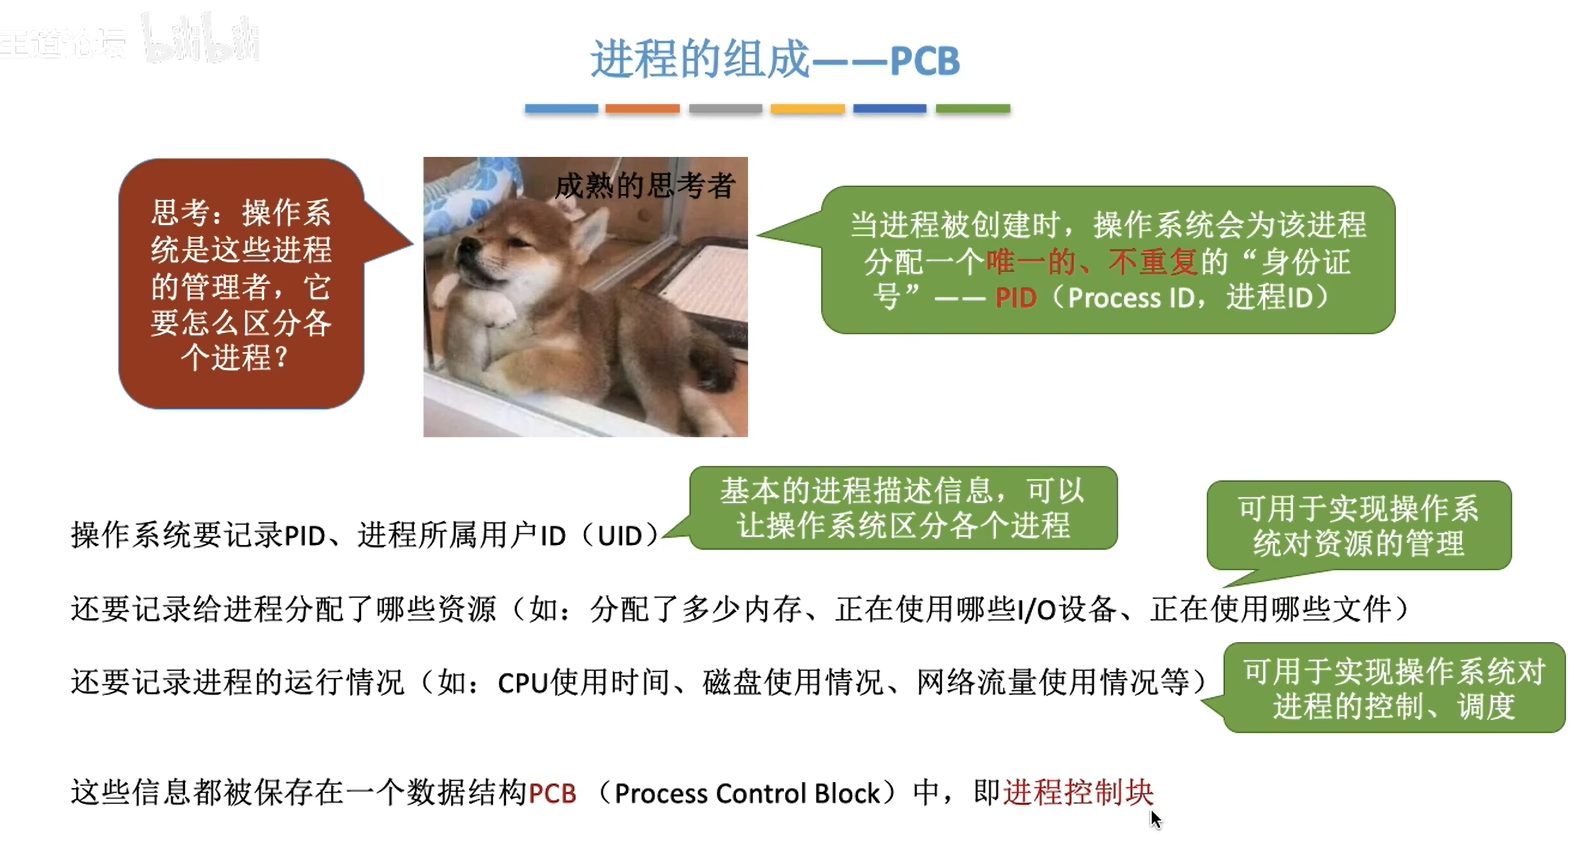 王道论坛 bilibili
进程的组成——PCB
思考：操作系
统是这些进程
的管理者，它
要怎么区分各
个进程？
成熟的思考者
当进程被创建时，操作系统会为该进程
分配一个唯一的、不重复的“身份证
号”—— PID（Process ID，进程ID）
基本的进程描述信息，可以
让操作系统区分各个进程
操作系统要记录PID、进程所属用户ID（UID）
可用于实现操作系
统对资源的管理
还要记录给进程分配了哪些资源（如：分配了多少内存、正在使用哪些I/O设备、正在使用哪些文件）
还要记录进程的运行情况（如：CPU使用时间、磁盘使用情况、网络流量使用情况等）
可用于实现操作系统对
进程的控制、调度
这些信息都被保存在一个数据结构PCB （Process Control Block）中，即进程控制块